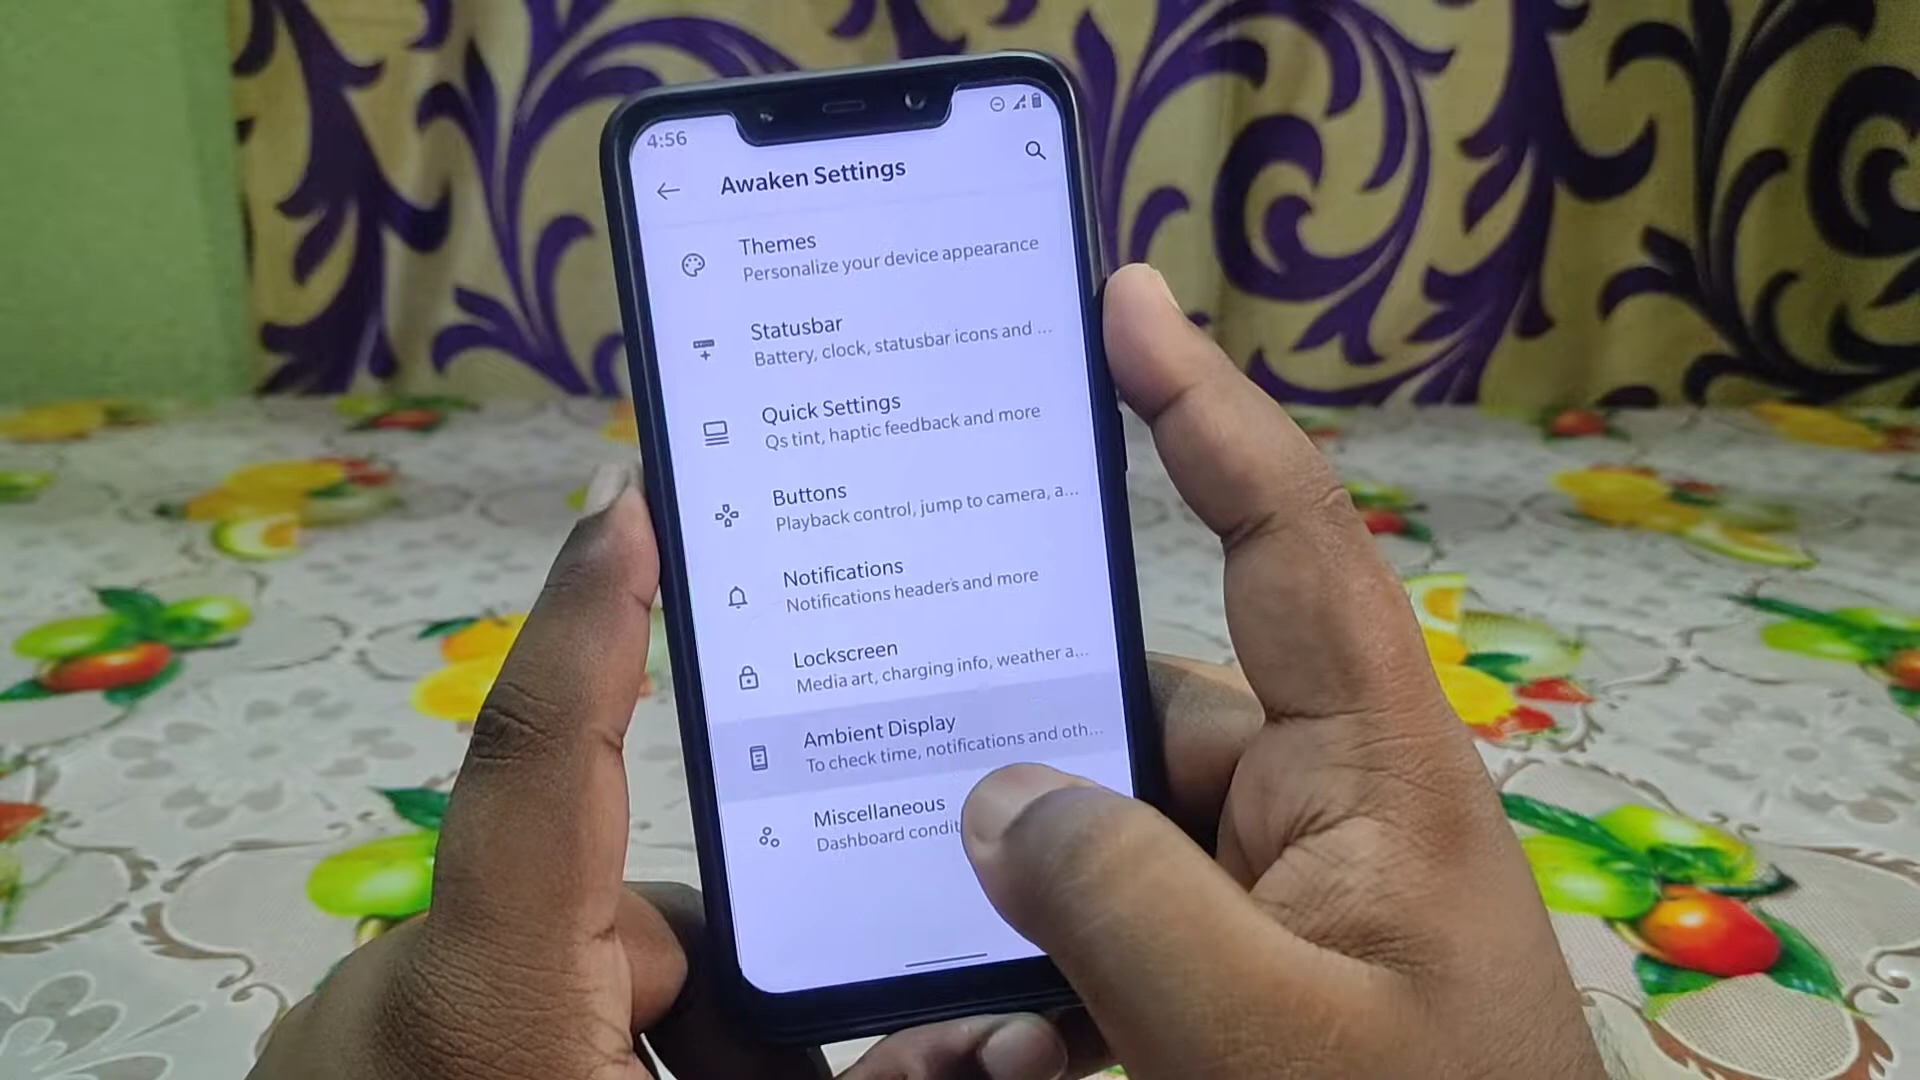 4:56
Awaken Settings
Themes
Personalize your device appearance
Statusbar
Battery, clock, statusbar icons and ...
Quick Settings
Qs tint, haptic feedback and more
Buttons
Playback control, jump to camera, a...
Notifications
Notifications headers and more
Lockscreen
Media art, charging info, weather a...
Ambient Display
To check time, notifications and oth...
Miscellaneous
Dashboard condit